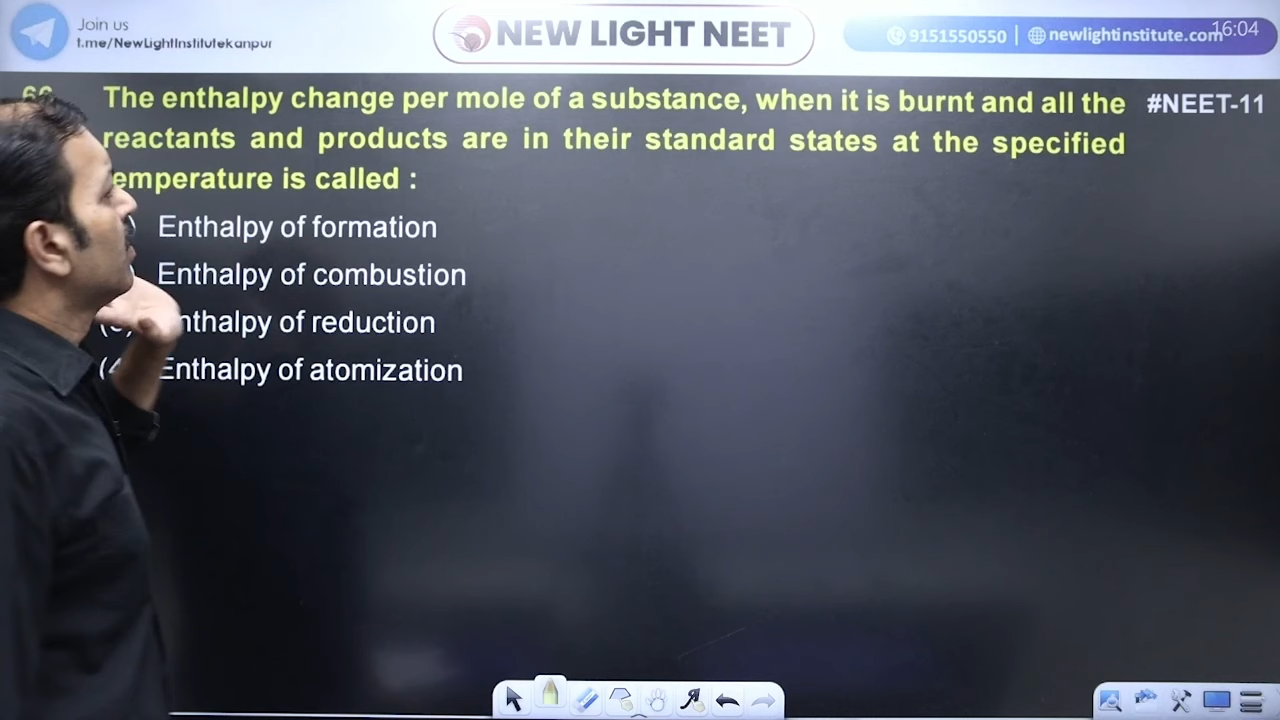 Join us
t.me/NewLightInstitutekanpur
NEW LIGHT NEET
9151550550 | newlightinstitute.com
16:04
The enthalpy change per mole of a substance, when it is burnt and all the #NEET-11
reactants and products are in their standard states at the specified
temperature is called :
Enthalpy of formation
Enthalpy of combustion
Enthalpy of reduction
Enthalpy of atomization